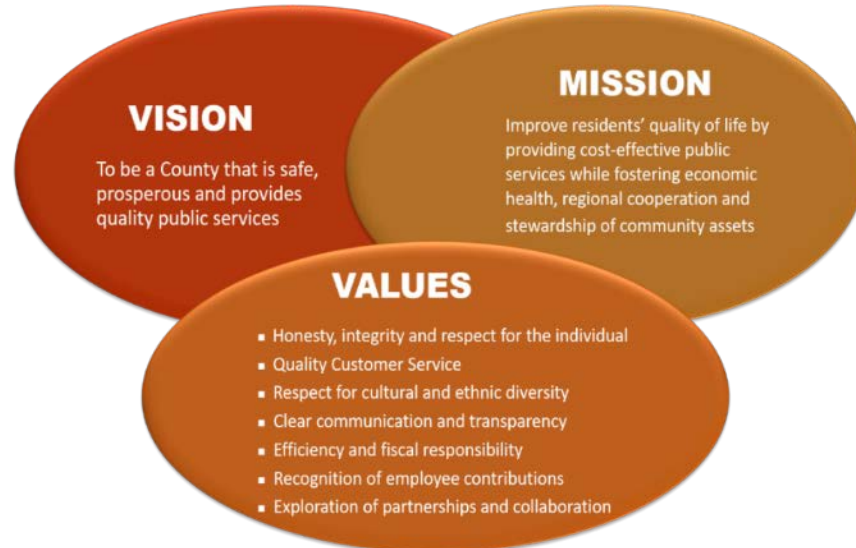 VISION
To be a County that is safe,
prosperous and provides
quality public services
MISSION
Improve residents’ quality of life by
providing cost-effective public
services while fostering economic
health, regional cooperation and
stewardship of community assets
VALUES
▪ Honesty, integrity and respect for the individual
▪ Quality Customer Service
▪ Respect for cultural and ethnic diversity
▪ Clear communication and transparency
▪ Efficiency and fiscal responsibility
▪ Recognition of employee contributions
▪ Exploration of partnerships and collaboration